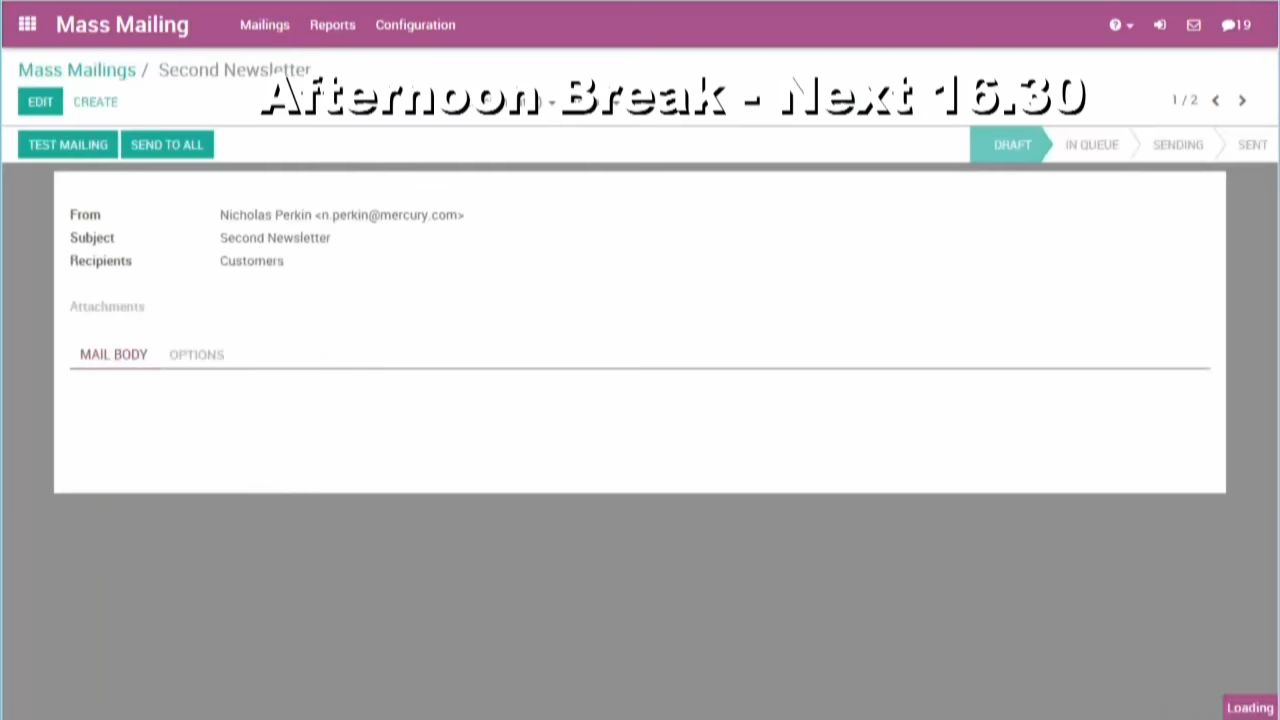 Mass Mailing Mailings Reports Configuration 19
Mass Mailings / Second Newsletter
Afternoon Break - Next 16.30
EDIT CREATE 1 / 2
TEST MAILING SEND TO ALL DRAFT IN QUEUE SENDING SENT
From Nicholas Perkin <n.perkin@mercury.com>
Subject Second Newsletter
Recipients Customers
Attachments
MAIL BODY OPTIONS
Loading